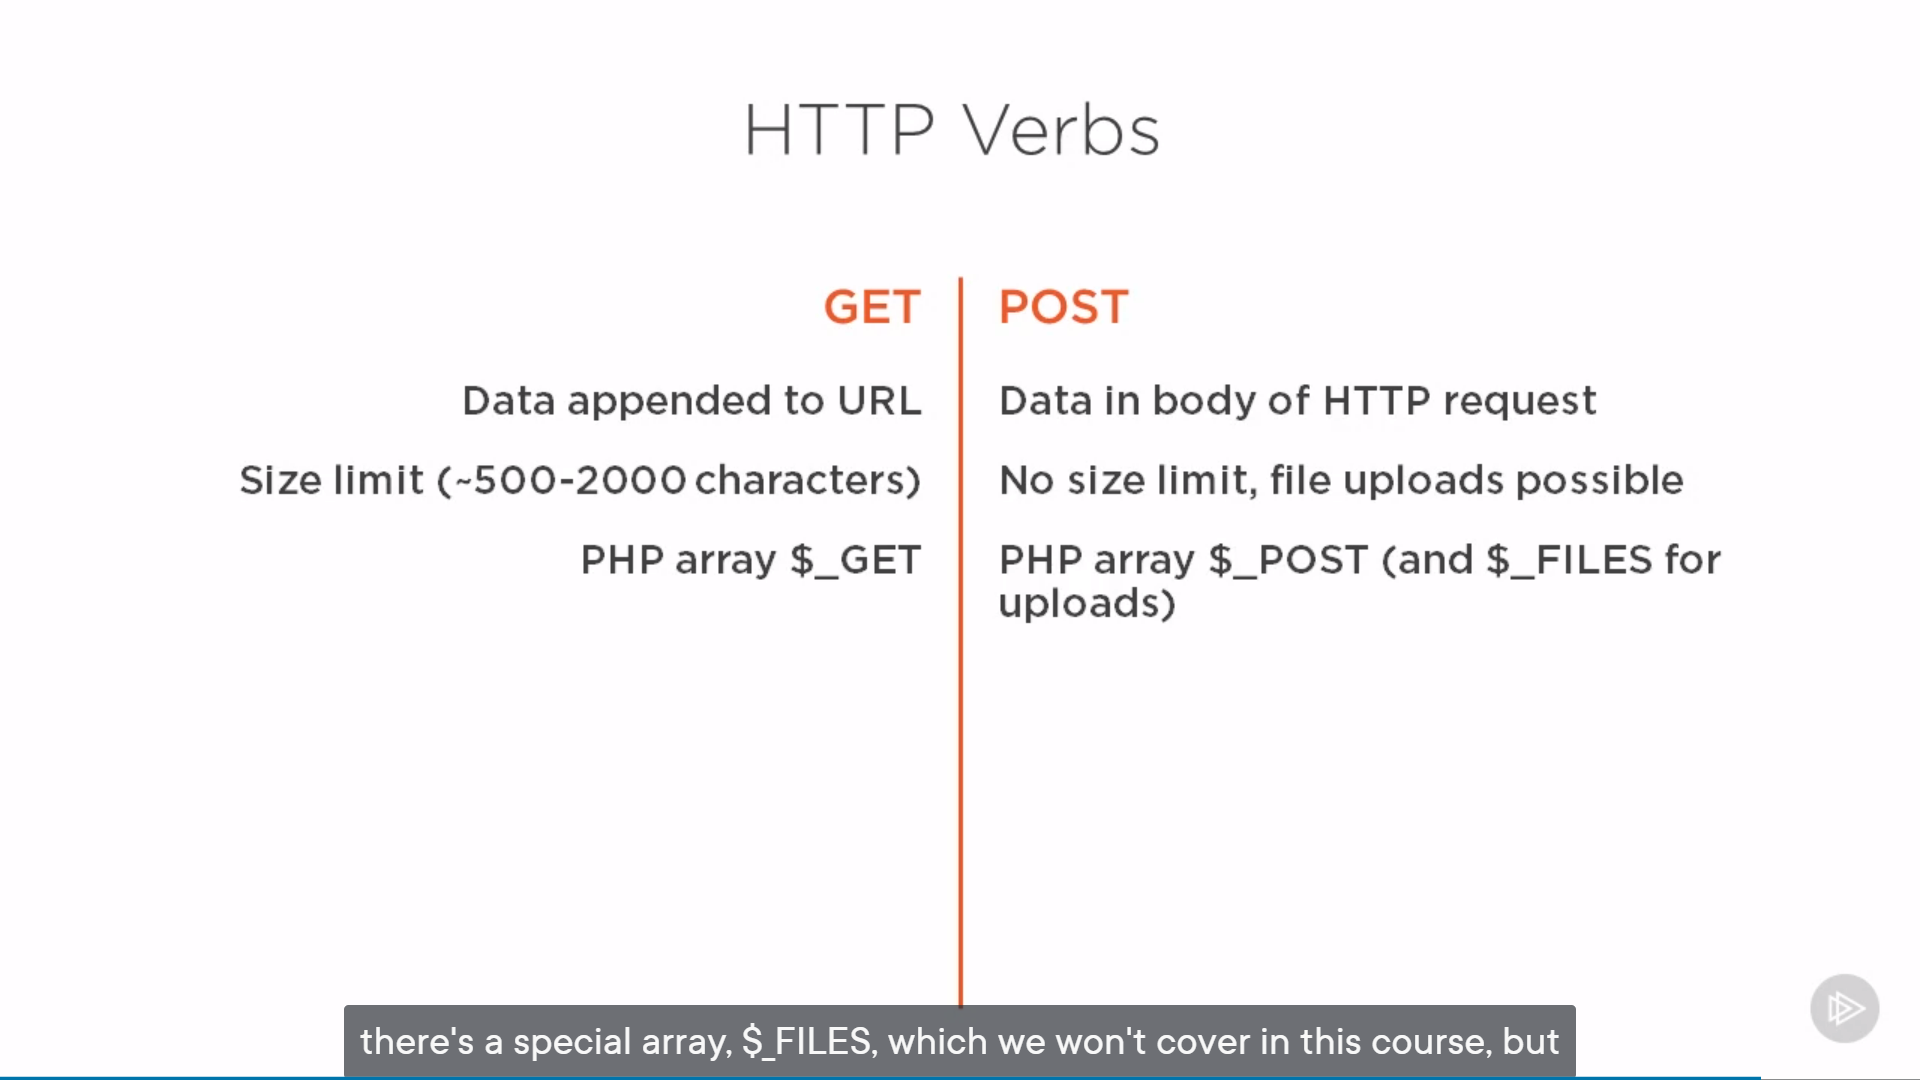 HTTP Verbs
GET
Data appended to URL
Size limit (~500-2000 characters)
PHP array $_GET
POST
Data in body of HTTP request
No size limit, file uploads possible
PHP array $_POST (and $_FILES for
uploads)
there's a special array, $_FILES, which we won't cover in this course, but